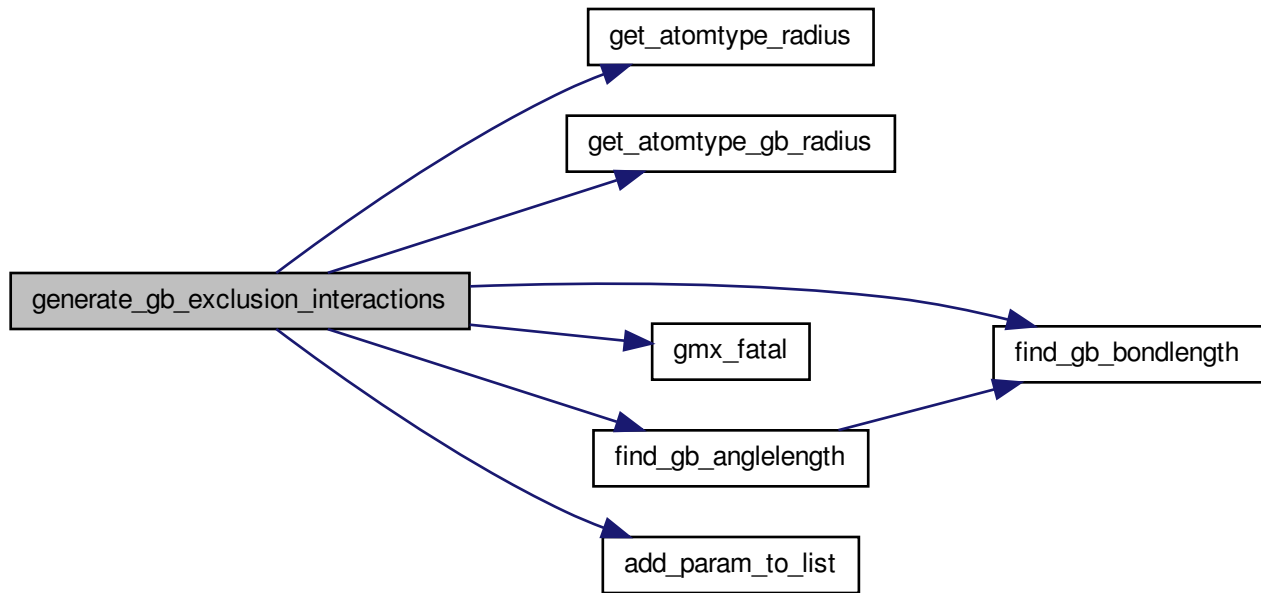 get_atomtype_radius
get_atomtype_gb_radius
generate_gb_exclusion_interactions
gmx_fatal
find_gb_bondlength
find_gb_anglelength
add_param_to_list